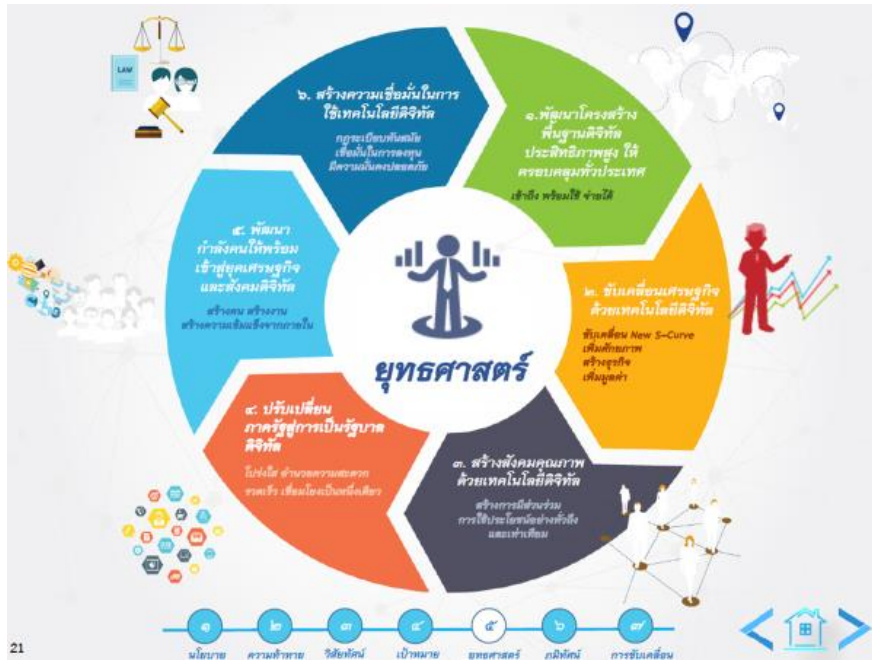 LAW
๖. สร้างความเชื่อมั่นในการ
ใช้เทคโนโลยีดิจิทัล
กฎระเบียบทันสมัย
เชื่อมั่นในการลงทุน
มีความมั่นคงปลอดภัย
๑.พัฒนาโครงสร้าง
พื้นฐานดิจิทัล
ประสิทธิภาพสูง ให้
ครอบคลุมทั่วประเทศ
เข้าถึง พร้อมใช้ จ่ายได้
๒. ขับเคลื่อนเศรษฐกิจ
ด้วยเทคโนโลยีดิจิทัล
ขับเคลื่อน New S-Curve
เพิ่มศักยภาพ
สร้างธุรกิจ
เพิ่มมูลค่า
๓. สร้างสังคมคุณภาพ
ด้วยเทคโนโลยีดิจิทัล
สร้างการมีส่วนร่วม
การใช้ประโยชน์อย่างทั่วถึง
และเท่าเทียม
๔. ปรับเปลี่ยน
ภาครัฐสู่การเป็นรัฐบาล
ดิจิทัล
โปร่งใส อำนวยความสะดวก
รวดเร็ว เชื่อมโยงเป็นหนึ่งเดียว
๕. พัฒนา
กำลังคนให้พร้อม
เข้าสู่ยุคเศรษฐกิจ
และสังคมดิจิทัล
สร้างคน สร้างงาน
สร้างความเข้มแข็งจากภายใน
ยุทธศาสตร์
๑ ๒ ๓ ๔ ๕ ๖ ๗
นโยบาย ความท้าทาย วิสัยทัศน์ เป้าหมาย ยุทธศาสตร์ ภูมิทัศน์ การขับเคลื่อน
21